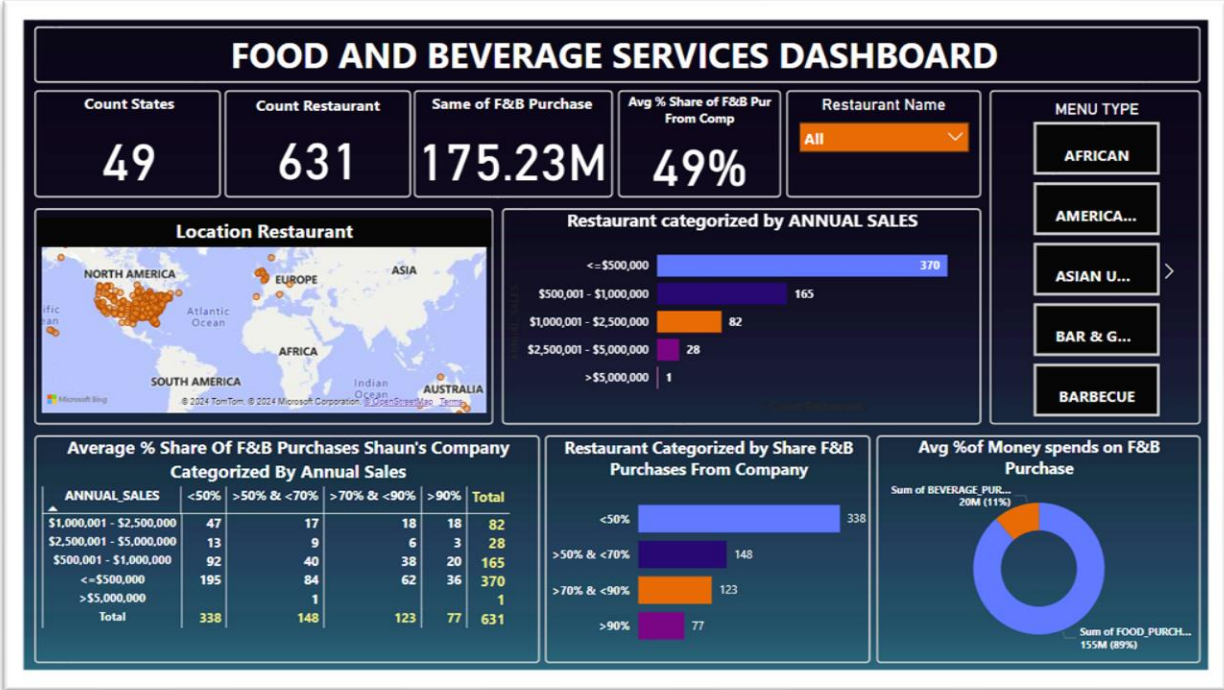 FOOD AND BEVERAGE SERVICES DASHBOARD
Count States
49
Count Restaurant
631
Same of F&B Purchase
175.23M
Avg % Share of F&B Pur
From Comp
49%
Restaurant Name
All
MENU TYPE
AFRICAN
AMERICA...
ASIAN U...
BAR & G...
BARBECUE
Location Restaurant
NORTH AMERICA
EUROPE
ASIA
Atlantic
Ocean
AFRICA
SOUTH AMERICA
Indian
Ocean
AUSTRALIA
Microsoft Bing
© 2024 TomTom, © 2024 Microsoft Corporation, © OpenStreetMap Terms
Restaurant categorized by ANNUAL SALES
<=$500,000 370
$500,001 - $1,000,000 165
$1,000,001 - $2,500,000 82
$2,500,001 - $5,000,000 28
>$5,000,000 1
Average % Share Of F&B Purchases Shaun's Company
Categorized By Annual Sales
ANNUAL_SALES <50% >50% & <70% >70% & <90% >90% Total
$1,000,001 - $2,500,000 47 17 18 18 82
$2,500,001 - $5,000,000 13 9 6 3 28
$500,001 - $1,000,000 92 40 38 20 165
<=$500,000 195 84 62 36 370
>$5,000,000 1 1
Total 338 148 123 77 631
Restaurant Categorized by Share F&B
Purchases From Company
<50% 338
>50% & <70% 148
>70% & <90% 123
>90% 77
Avg %of Money spends on F&B
Purchase
Sum of BEVERAGE_PUR...
20M (11%)
Sum of FOOD_PURCH...
155M (89%)